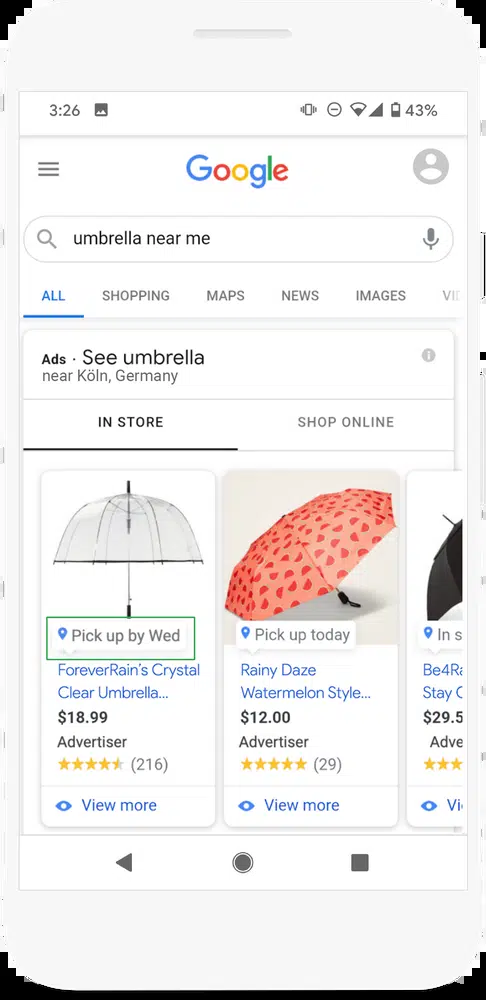 3:26 43%
Google
umbrella near me
ALL SHOPPING MAPS NEWS IMAGES
Ads · See umbrella
near Köln, Germany
IN STORE SHOP ONLINE
Pick up by Wed
ForeverRain's Crystal
Clear Umbrella...
$18.99
Advertiser
(216)
View more
Pick up today
Rainy Daze
Watermelon Style...
$12.00
Advertiser
(29)
View more
In s
Be4Ra
Stay C
$29.5
Adve
Vi